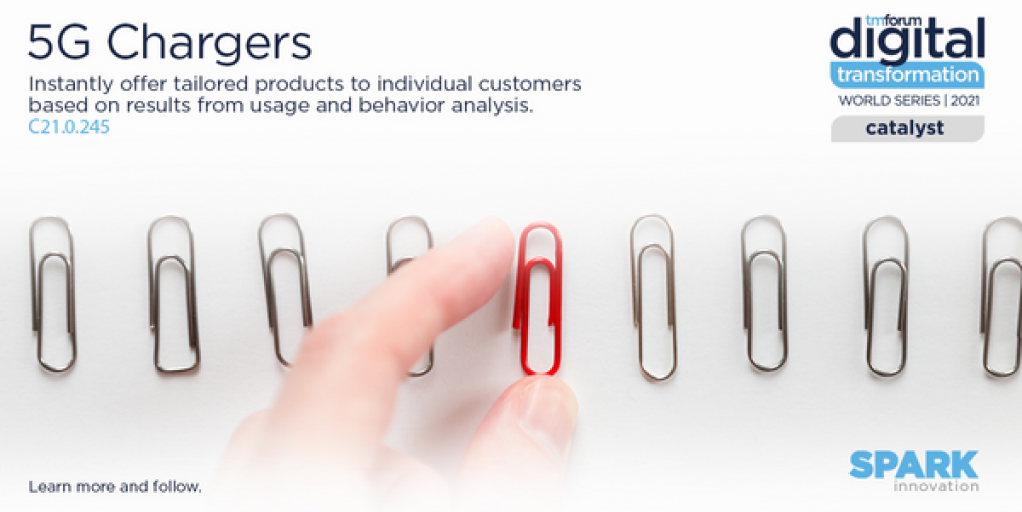 5G Chargers
Instantly offer tailored products to individual customers
based on results from usage and behavior analysis.
C21.0.245
tmforum
digital
transformation
WORLD SERIES | 2021
catalyst
Learn more and follow.
SPARK
innovation